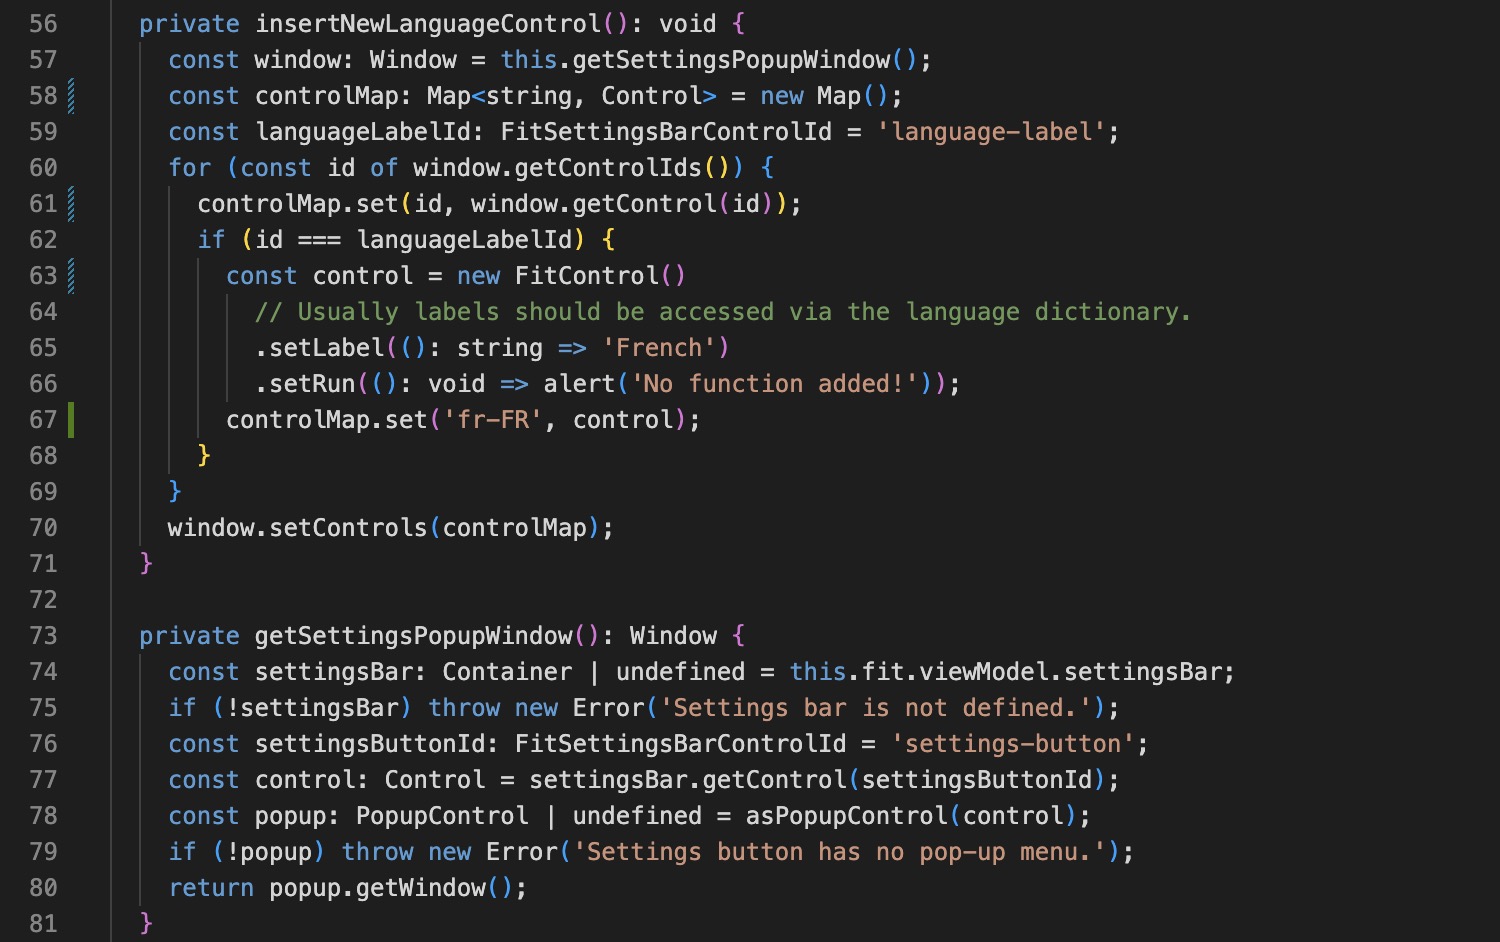 56 private insertNewLanguageControl(): void {
57 const window: Window = this.getSettingsPopupWindow();
58 const controlMap: Map<string, Control> = new Map();
59 const languageLabelId: FitSettingsBarControlId = 'language-label';
60 for (const id of window.getControlIds()) {
61 controlMap.set(id, window.getControl(id));
62 if (id === languageLabelId) {
63 const control = new FitControl()
64 // Usually labels should be accessed via the language dictionary.
65 .setLabel((): string => 'French')
66 .setRun((): void => alert('No function added!'));
67 controlMap.set('fr-FR', control);
68 }
69 }
70 window.setControls(controlMap);
71 }
72
73 private getSettingsPopupWindow(): Window {
74 const settingsBar: Container | undefined = this.fit.viewModel.settingsBar;
75 if (!settingsBar) throw new Error('Settings bar is not defined.');
76 const settingsButtonId: FitSettingsBarControlId = 'settings-button';
77 const control: Control = settingsBar.getControl(settingsButtonId);
78 const popup: PopupControl | undefined = asPopupControl(control);
79 if (!popup) throw new Error('Settings button has no pop-up menu.');
80 return popup.getWindow();
81 }